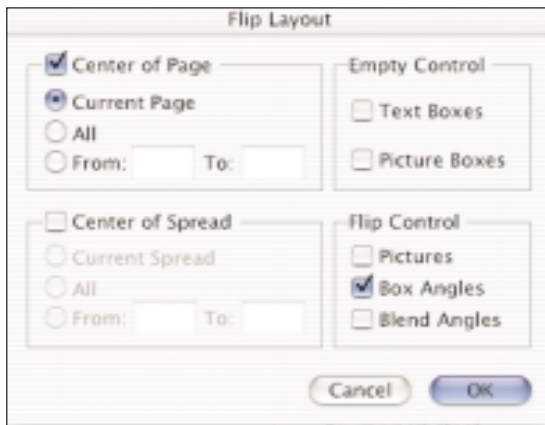 Flip Layout
Center of Page
Current Page
All
From: To:
Empty Control
Text Boxes
Picture Boxes
Center of Spread
Current Spread
All
From: To:
Flip Control
Pictures
Box Angles
Blend Angles
Cancel OK